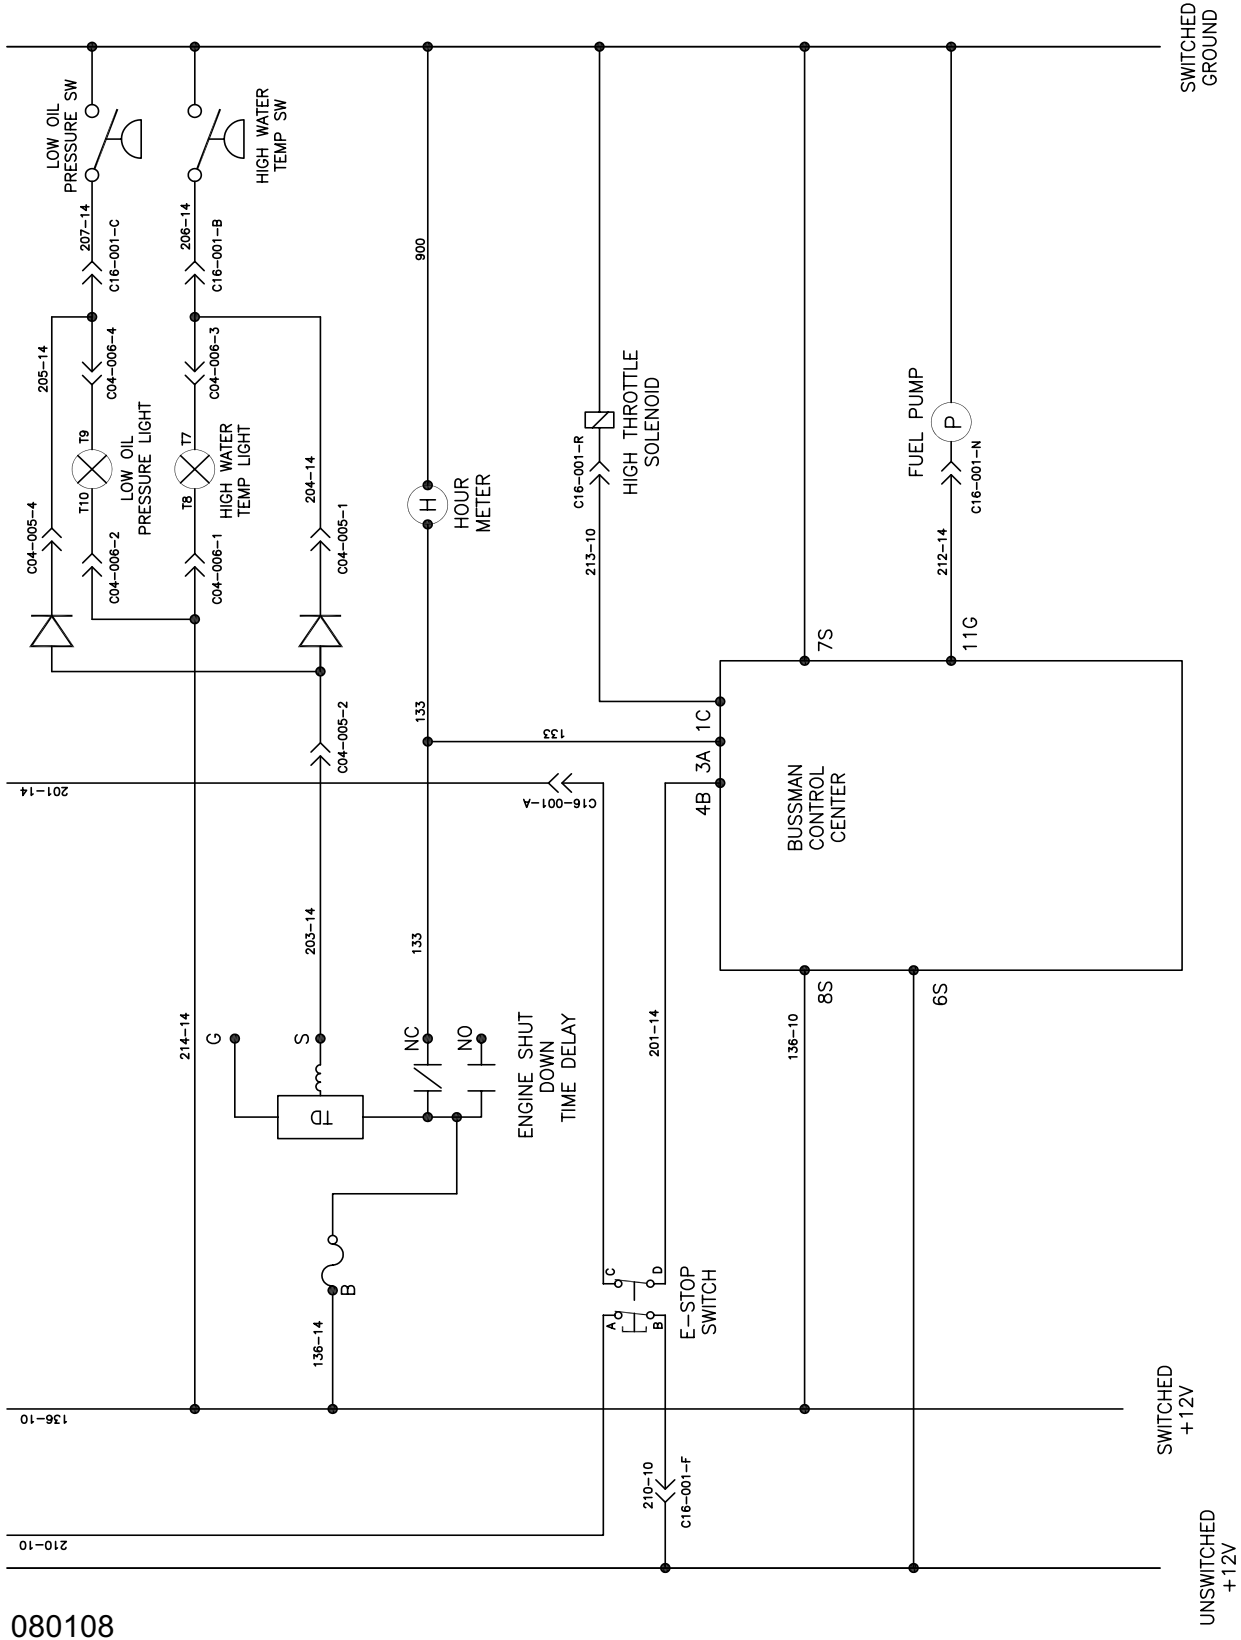 SWITCHED
GROUND
LOW OIL
PRESSURE SW
HIGH WATER
TEMP SW
207-14
C16-001-C
206-14
C16-001-B
900
205-14
C04-006-4
C04-006-3
T9
T10
LOW OIL
PRESSURE LIGHT
T7
T8
HIGH WATER
TEMP LIGHT
204-14
C04-005-4
C04-006-2
C04-006-1
C04-005-1
H
HOUR
METER
C16-001-R
HIGH THROTTLE
SOLENOID
213-10
FUEL PUMP
P
C16-001-N
212-14
7S
11G
1C
3A
4B
133
133
C04-005-2
201-14
C16-001-A
BUSSMAN
CONTROL
CENTER
203-14
133
8S
6S
136-10
201-14
214-14
G
S
NC
NO
TD
ENGINE SHUT
DOWN
TIME DELAY
B
136-14
C
D
A
B
E-STOP
SWITCH
136-10
SWITCHED
+12V
210-10
C16-001-F
210-10
UNSWITCHED
+12V
080108